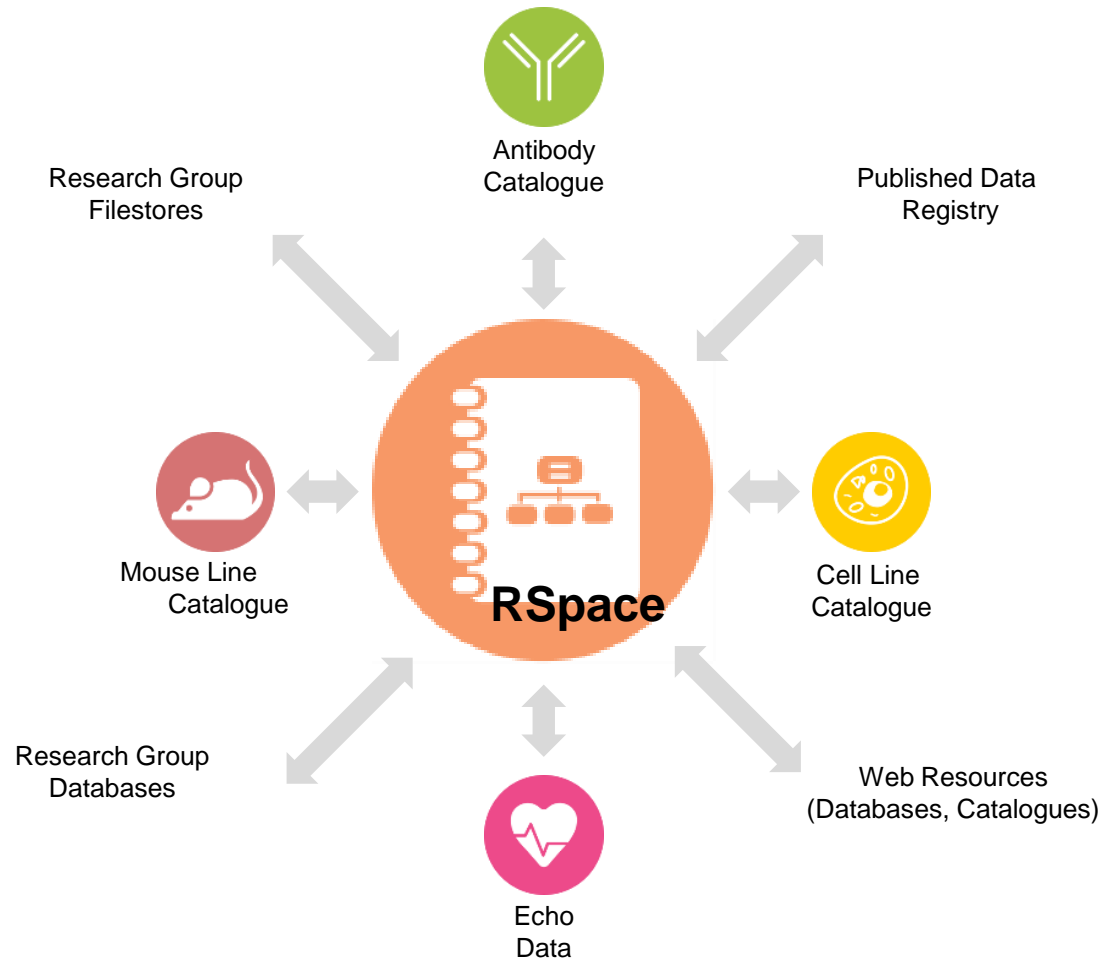 Antibody
Catalogue
Research Group
Filestores
Published Data
Registry
RSpace
Mouse Line
Catalogue
Cell Line
Catalogue
Research Group
Databases
Web Resources
(Databases, Catalogues)
Echo
Data